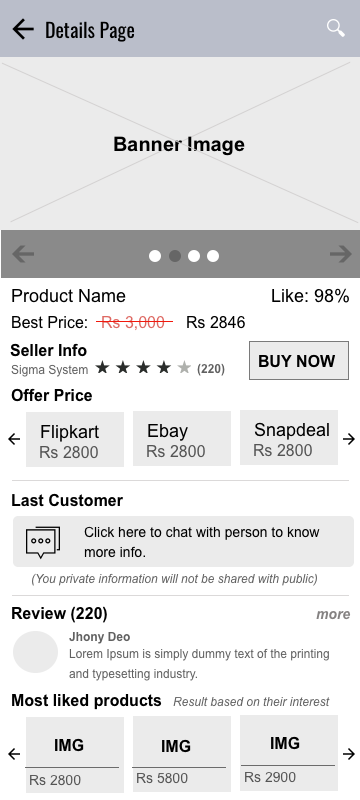 Details Page
Banner Image
Product Name Like: 98%
Best Price: Rs 3,000 Rs 2846
Seller Info
Sigma System (220)
BUY NOW
Offer Price
Flipkart Ebay Snapdeal
Rs 2800 Rs 2800 Rs 2800
Last Customer
Click here to chat with person to know
more info.
(You private information will not be shared with public)
Review (220) more
Jhony Deo
Lorem Ipsum is simply dummy text of the printing
and typesetting industry.
Most liked products Result based on their interest
IMG IMG IMG
Rs 2800 Rs 5800 Rs 2900